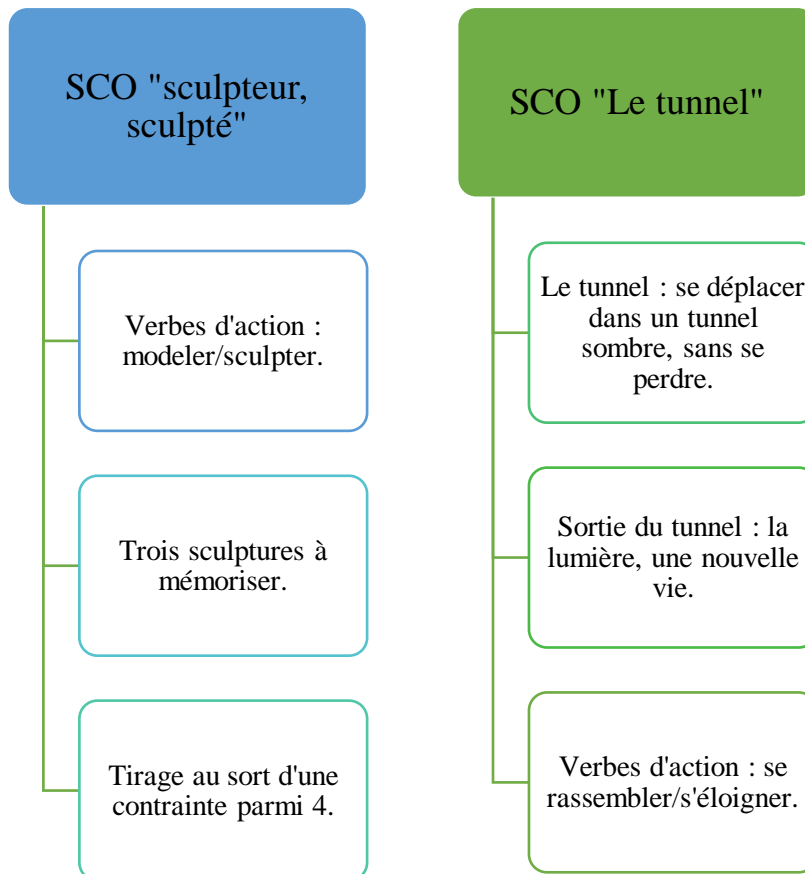 SCO "sculpteur,
sculpté"
Verbes d'action :
modeler/sculpter.
Trois sculptures à
mémoriser.
Tirage au sort d'une
contrainte parmi 4.
SCO "Le tunnel"
Le tunnel : se déplacer
dans un tunnel
sombre, sans se
perdre.
Sortie du tunnel : la
lumière, une nouvelle
vie.
Verbes d'action : se
rassembler/s'éloigner.